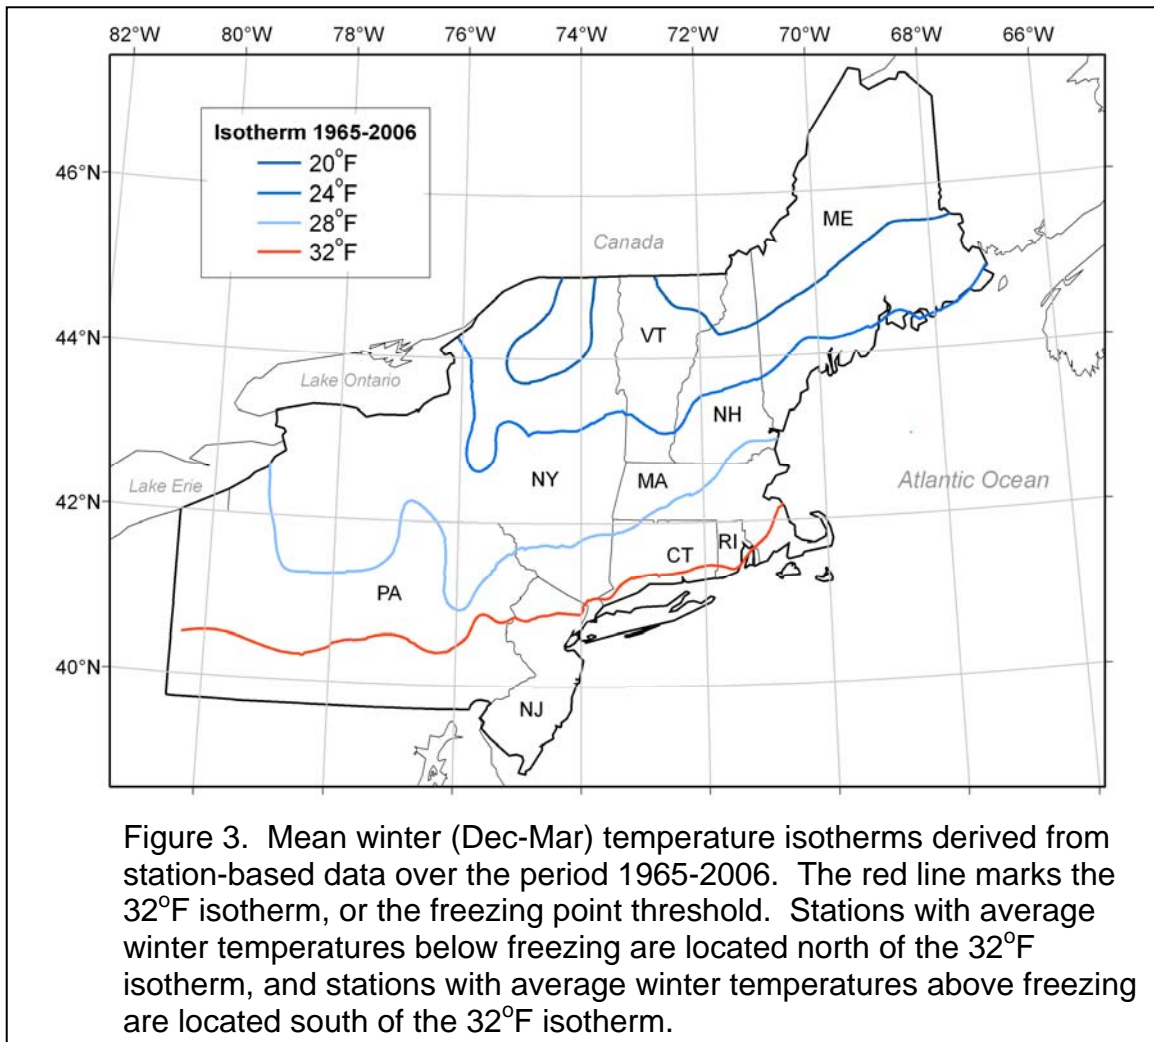 82°W 80°W 78°W 76°W 74°W 72°W 70°W 68°W 66°W
Isotherm 1965-2006
20°F
24°F
28°F
32°F
46°N
44°N
42°N
40°N
Canada
ME
VT
Lake Ontario
NH
NY
MA
Lake Erie
Atlantic Ocean
CT
RI
PA
NJ
Figure 3. Mean winter (Dec-Mar) temperature isotherms derived from
station-based data over the period 1965-2006. The red line marks the
32°F isotherm, or the freezing point threshold. Stations with average
winter temperatures below freezing are located north of the 32°F
isotherm, and stations with average winter temperatures above freezing
are located south of the 32°F isotherm.